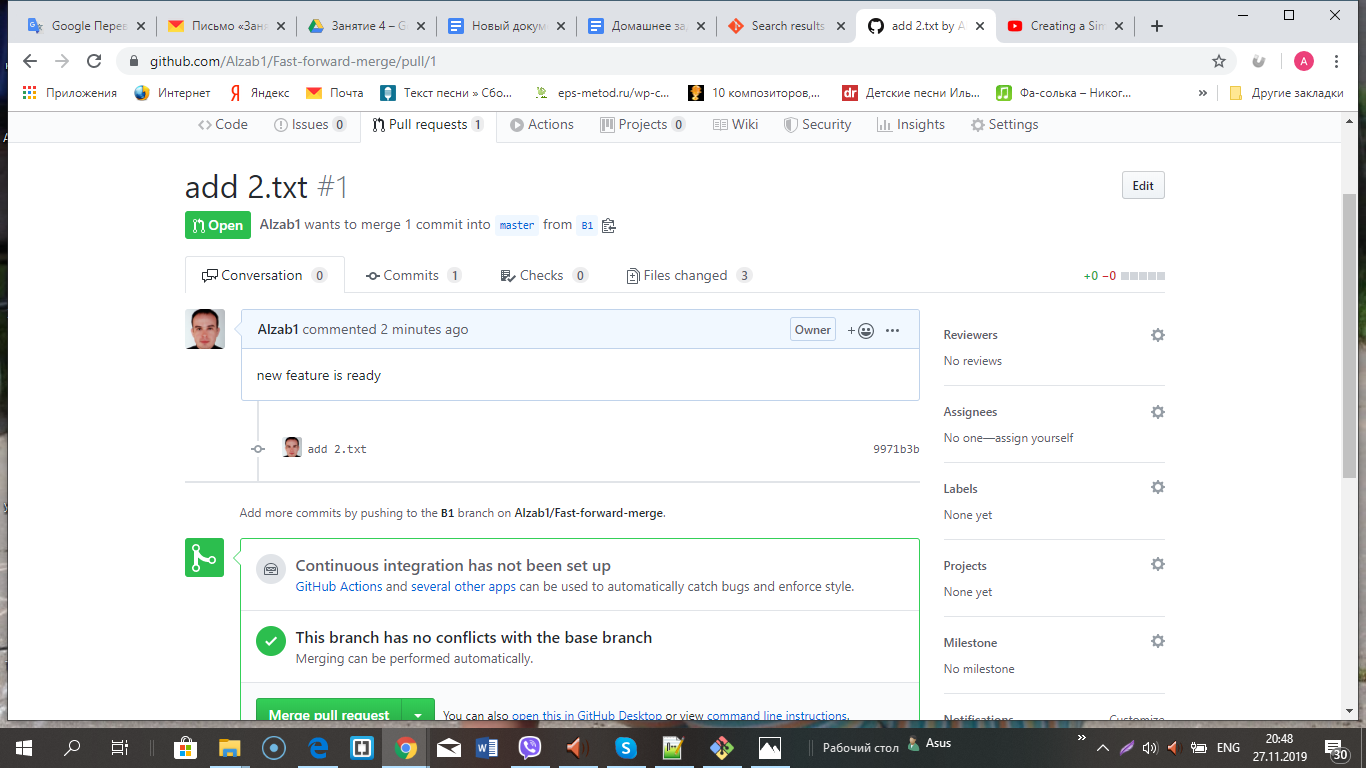 Google Перев
Письмо «Заня
Занятие 4 – G
Новый докум
Домашнее за
Search results
add 2.txt by A
Creating a Sim
github.com/Alzab1/Fast-forward-merge/pull/1
A
Приложения
Интернет
Яндекс
Почта
Текст песни » Сбо...
eps-metod.ru/wp-c...
10 композиторов,...
dr Детские песни Иль...
Фа-солька – Никог...
»
Другие закладки
Code
Issues 0
Pull requests 1
Actions
Projects 0
Wiki
Security
Insights
Settings
add 2.txt #1
Edit
Open
Alzab1 wants to merge 1 commit into master from B1
Conversation 0
Commits 1
Checks 0
Files changed 3
+0 −0
Alzab1 commented 2 minutes ago
Owner
new feature is ready
add 2.txt
9971b3b
Add more commits by pushing to the B1 branch on Alzab1/Fast-forward-merge.
Continuous integration has not been set up
GitHub Actions and several other apps can be used to automatically catch bugs and enforce style.
This branch has no conflicts with the base branch
Merging can be performed automatically.
Merge pull request
You can also open this in GitHub Desktop or view command line instructions.
Reviewers
No reviews
Assignees
No one—assign yourself
Labels
None yet
Projects
None yet
Milestone
No milestone
Notifications
Customize
Рабочий стол
Asus
»
ENG
20:48
27.11.2019
30